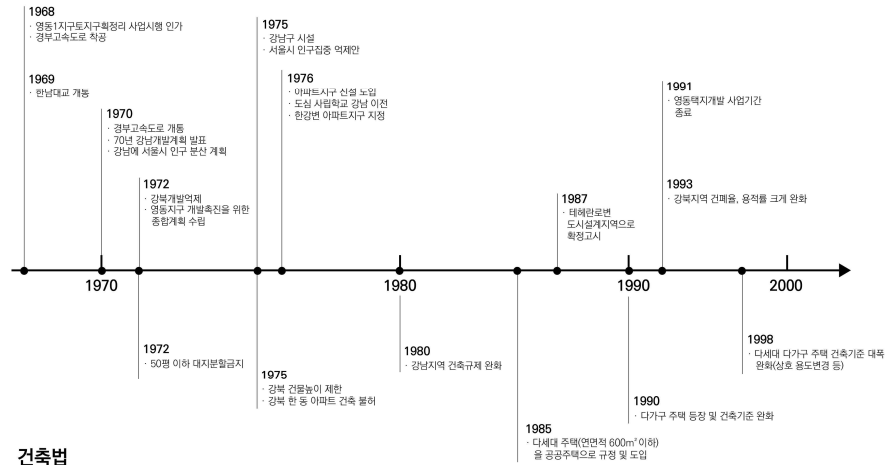 1968
· 영동1지구토지구획정리 사업시행 인가
· 경부고속도로 착공
1969
· 한남대교 개통
1970
· 경부고속도로 개통
· 70년 강남개발계획 발표
· 강남에 서울시 인구 분산 계획
1972
· 강북개발억제
· 영동지구 개발촉진을 위한
종합계획 수립
1975
· 강남구 시설
· 서울시 인구집중 억제안
1976
· 아파트지구 신설 도입
· 도심 사립학교 강남 이전
· 한강변 아파트지구 지정
1987
· 테헤란로변
도시설계지역으로
확정고시
1991
· 영동택지개발 사업기간
종료
1993
· 강북지역 건폐율, 용적률 크게 완화
1970
1980
1990
2000
1972
· 50평 이하 대지분할금지
1975
· 강북 건물높이 제한
· 강북 한 동 아파트 건축 불허
1980
· 강남지역 건축규제 완화
1985
· 다세대 주택(연면적 600m² 이하)
을 공공주택으로 규정 및 도입
1990
· 다가구 주택 등장 및 건축기준 완화
1998
· 다세대 다가구 주택 건축기준 대폭
완화(상호 용도변경 등)
건축법